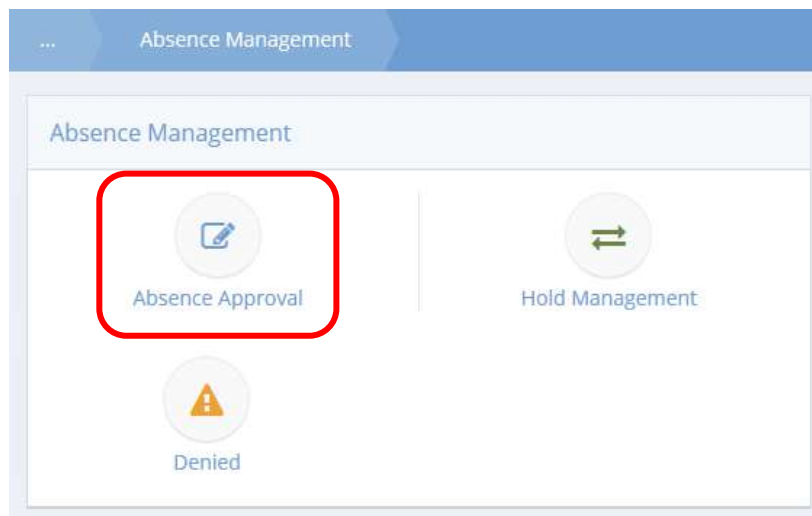 ... Absence Management
Absence Management
Absence Approval
Hold Management
Denied